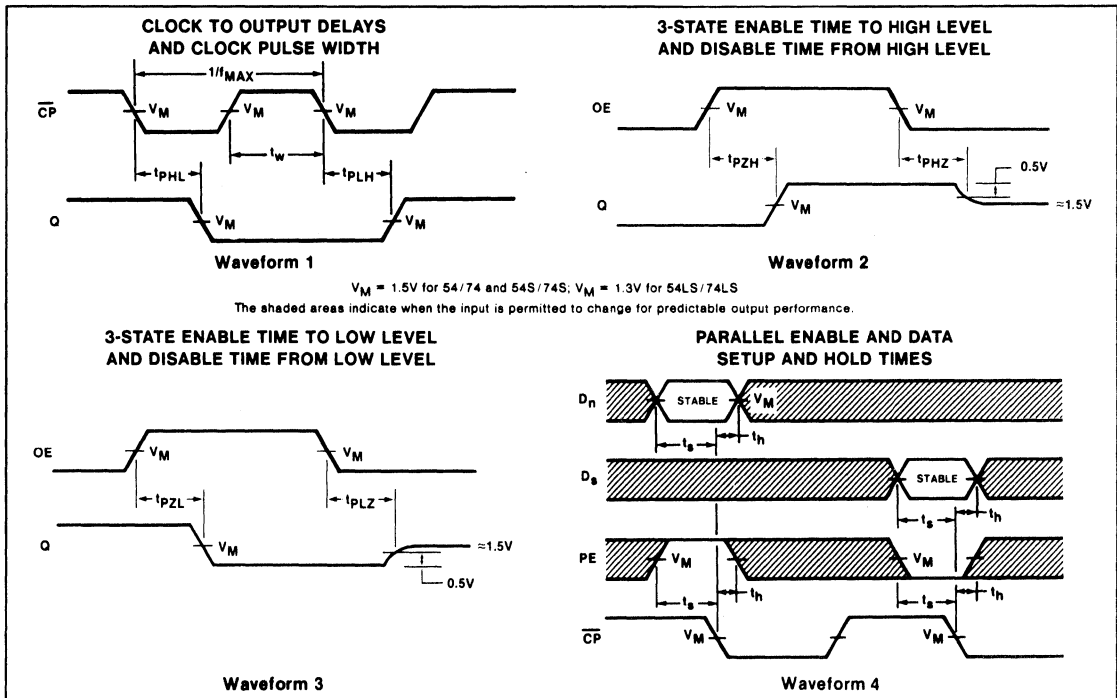 CLOCK TO OUTPUT DELAYS
AND CLOCK PULSE WIDTH
1/fMAX
CP
VM
VM
VM
tw
tPHL
tPLH
Q
VM
VM
Waveform 1
3-STATE ENABLE TIME TO HIGH LEVEL
AND DISABLE TIME FROM HIGH LEVEL
OE
VM
VM
tPZH
tPHZ
0.5V
Q
VM
≈1.5V
Waveform 2
VM = 1.5V for 54/74 and 54S/74S; VM = 1.3V for 54LS/74LS
The shaded areas indicate when the input is permitted to change for predictable output performance.
3-STATE ENABLE TIME TO LOW LEVEL
AND DISABLE TIME FROM LOW LEVEL
OE
VM
VM
tPZL
tPLZ
Q
VM
≈1.5V
0.5V
Waveform 3
PARALLEL ENABLE AND DATA
SETUP AND HOLD TIMES
Dn
STABLE
VM
ts
th
Ds
STABLE
ts
th
PE
VM
VM
ts
th
ts
th
CP
VM
VM
Waveform 4